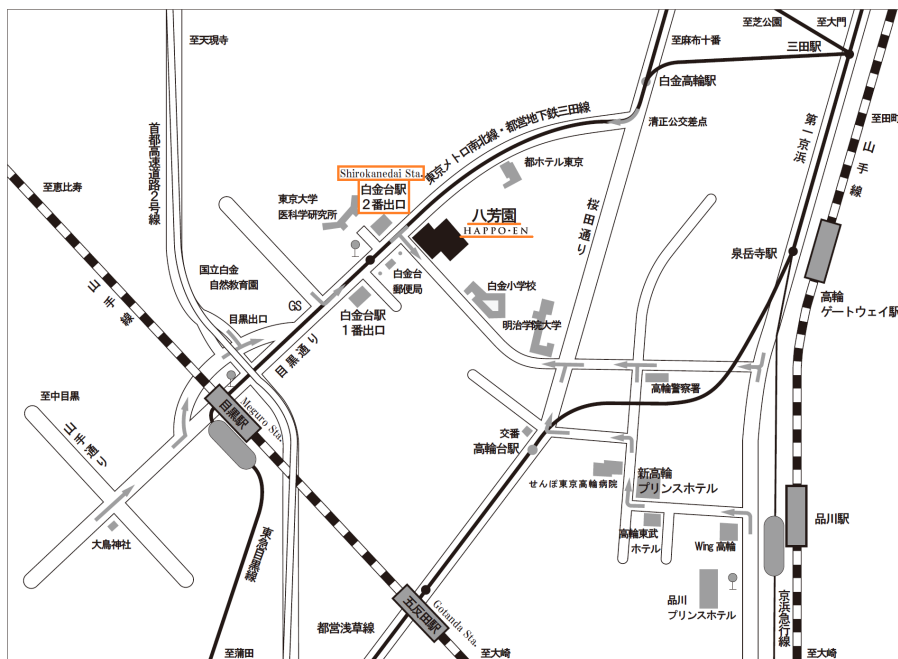 至芝公園
至大門
至天現寺
至麻布十番
三田駅
白金高輪駅
至田町
山手線
第一京浜
清正公交差点
東京メトロ南北線・都営地下鉄三田線
首都高速道路2号線
都ホテル東京
Shirokanedai Sta.
白金台駅
2番出口
東京大学
医科学研究所
至恵比寿
八芳園
HAPPO-EN
桜田通り
泉岳寺駅
国立白金
自然教育園
白金台
郵便局
白金小学校
高輪
ゲートウェイ駅
山手線
GS
目黒出口
白金台駅
1番出口
明治学院大学
目黒通り
高輪警察署
至中目黒
目黒駅
Meguro Sta.
山手通り
交番
高輪台駅
せんぽ東京高輪病院
新高輪
プリンスホテル
品川駅
大鳥神社
東急目黒線
高輪東武
ホテル
Wing 高輪
品川
プリンスホテル
京浜急行線
五反田駅
Gotanda Sta.
都営浅草線
至蒲田
至大崎
至大崎